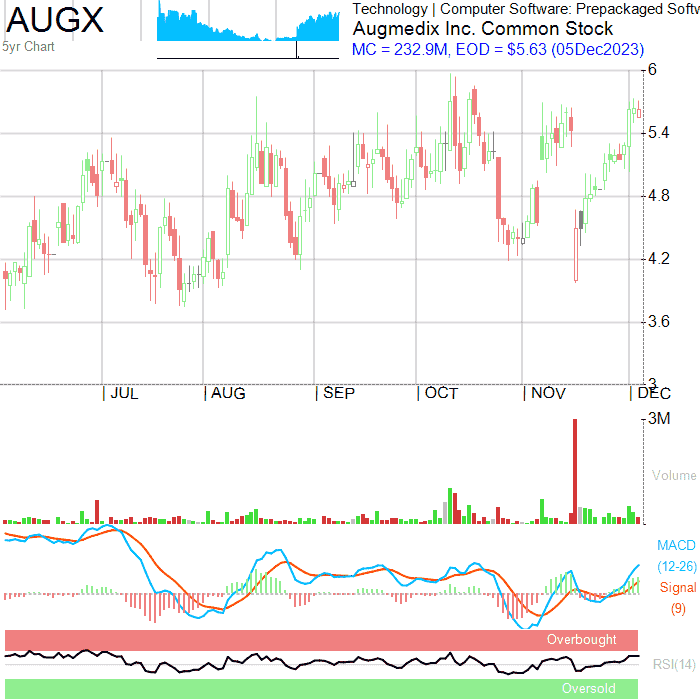 AUGX
5yr Chart
Technology | Computer Software: Prepackaged Softw
Augmedix Inc. Common Stock
MC = 232.9M, EOD = $5.63 (05Dec2023)
6
5.4
4.8
4.2
3.6
3
| JUL | AUG | SEP | OCT | NOV | DEC
3M
Volume
MACD
(12-26)
Signal
(9)
Overbought
RSI(14)
Oversold